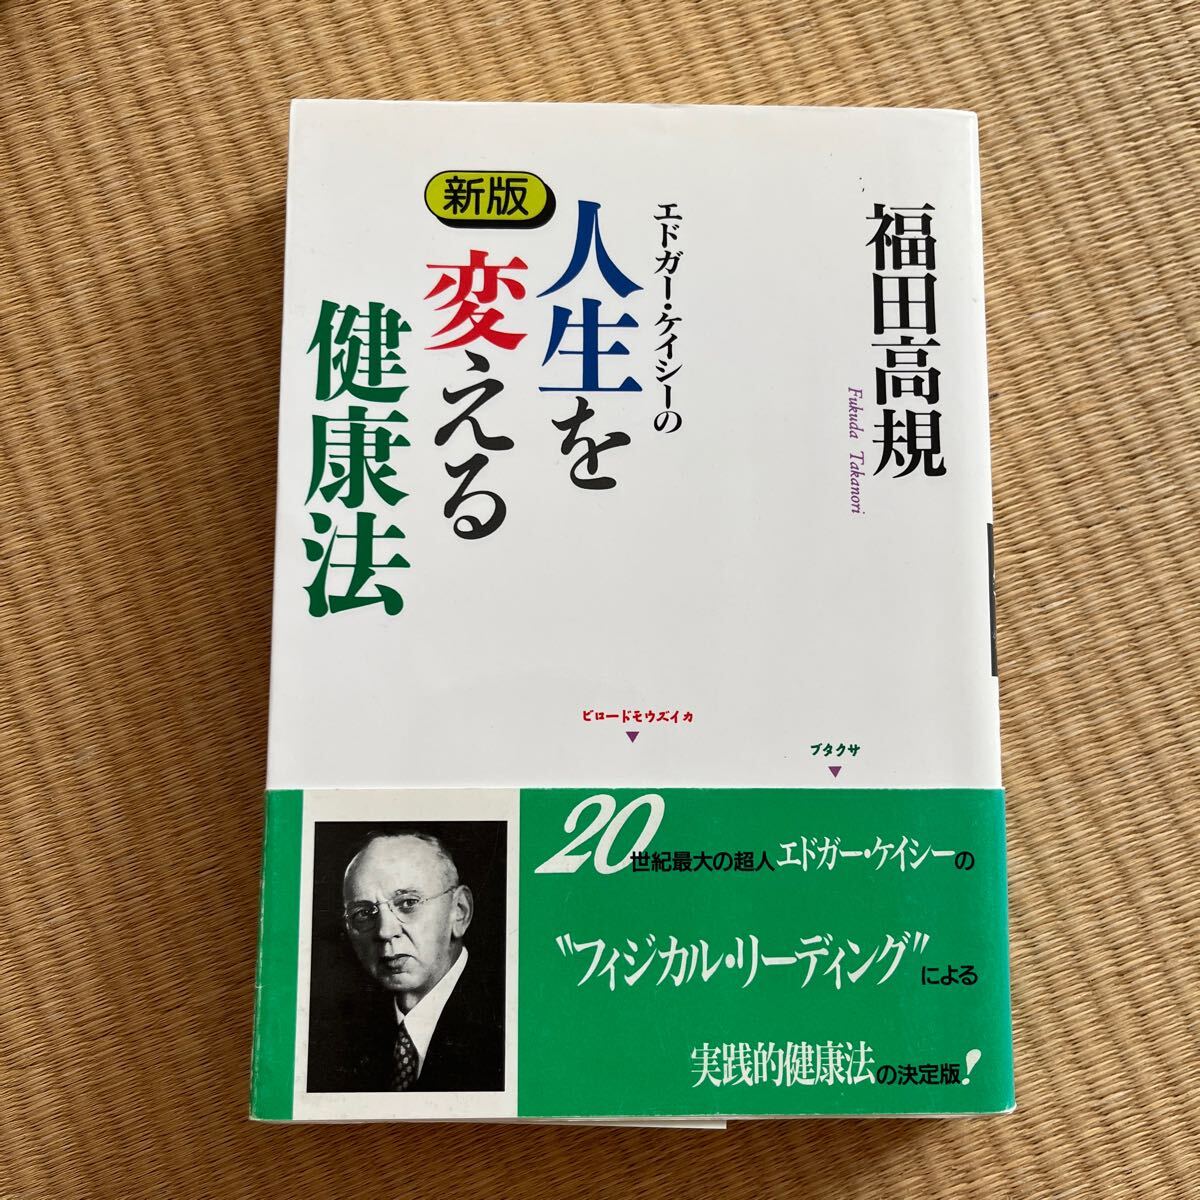 福田高規
Fukuda Takanori
エドガー・ケイシーの
人生を
新版
変える
健康法
ビロードモウズイカ
ブタクサ
20世紀最大の超人エドガー・ケイシーの
"フィジカル・リーディング"による
実践的健康法の決定版!